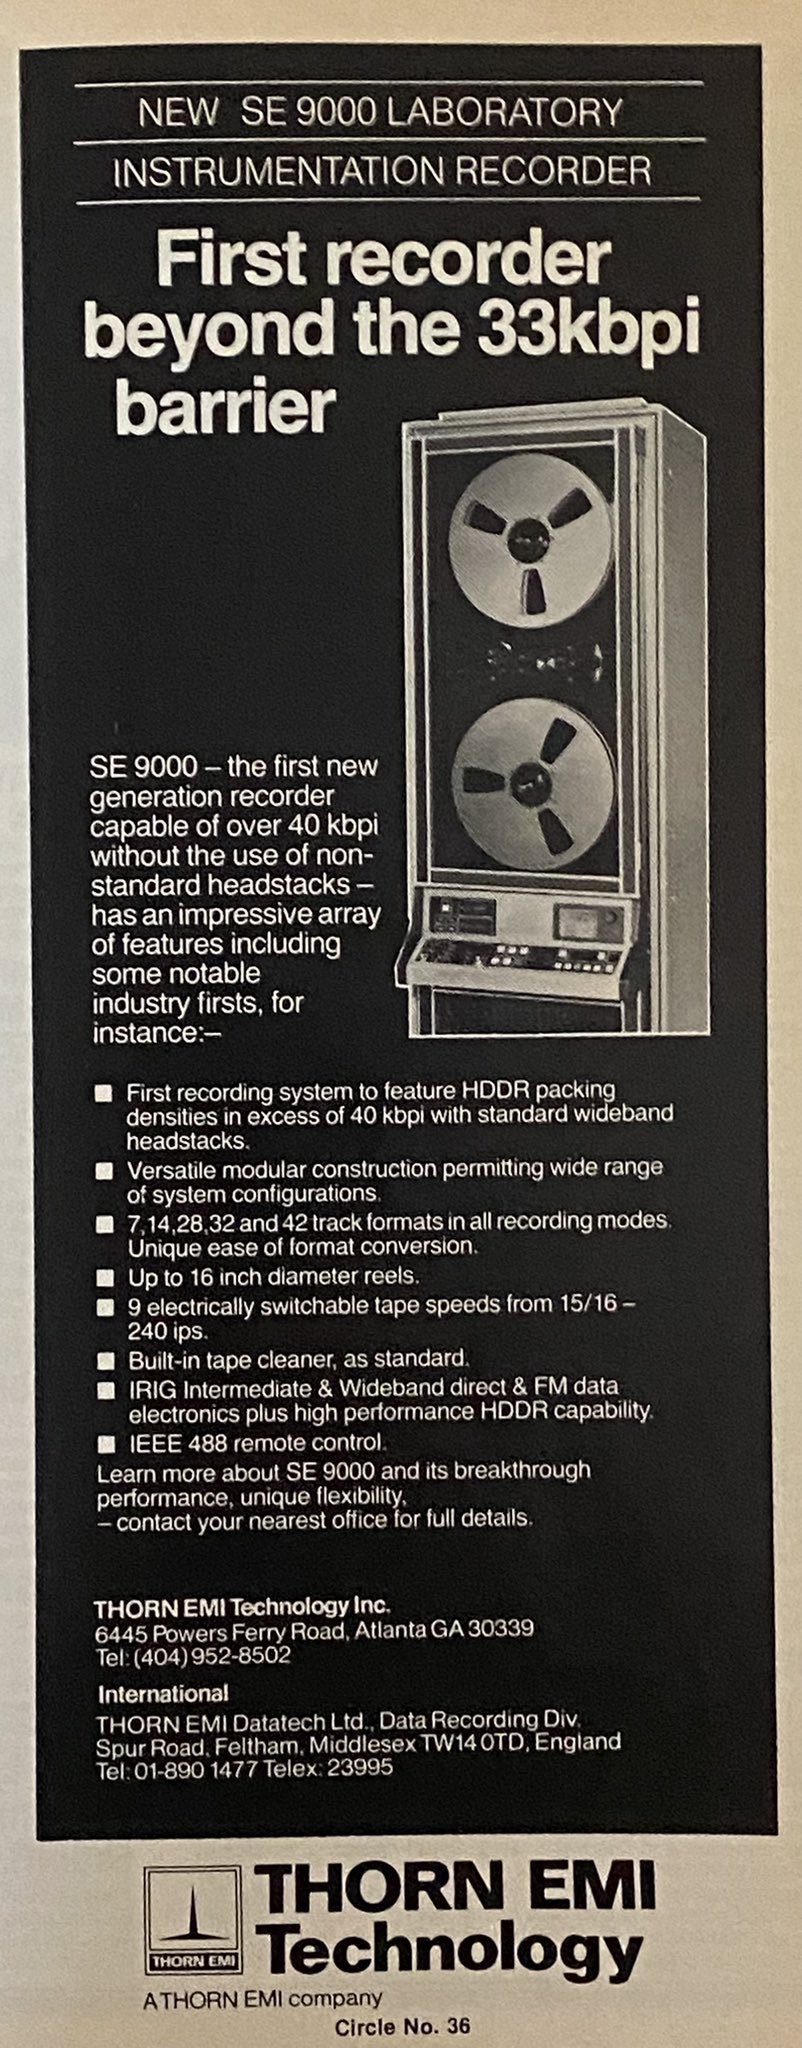 NEW SE 9000 LABORATORY
INSTRUMENTATION RECORDER
First recorder
beyond the 33kbpi
barrier
SE 9000 – the first new
generation recorder
capable of over 40 kbpi
without the use of non-
standard headstacks –
has an impressive array
of features including
some notable
industry firsts, for
instance:–
■ First recording system to feature HDDR packing
densities in excess of 40 kbpi with standard wideband
headstacks.
■ Versatile modular construction permitting wide range
of system configurations.
■ 7,14,28,32 and 42 track formats in all recording modes.
Unique ease of format conversion.
■ Up to 16 inch diameter reels.
■ 9 electrically switchable tape speeds from 15/16 –
240 ips.
■ Built-in tape cleaner, as standard.
■ IRIG Intermediate & Wideband direct & FM data
electronics plus high performance HDDR capability.
■ IEEE 488 remote control.
Learn more about SE 9000 and its breakthrough
performance, unique flexibility,
– contact your nearest office for full details.
THORN EMI Technology Inc.
6445 Powers Ferry Road, Atlanta GA 30339
Tel: (404) 952-8502
International
THORN EMI Datatech Ltd., Data Recording Div.
Spur Road, Feltham, Middlesex TW14 0TD, England
Tel: 01-890 1477 Telex: 23995
THORN EMI
THORN EMI
Technology
A THORN EMI company
Circle No. 36